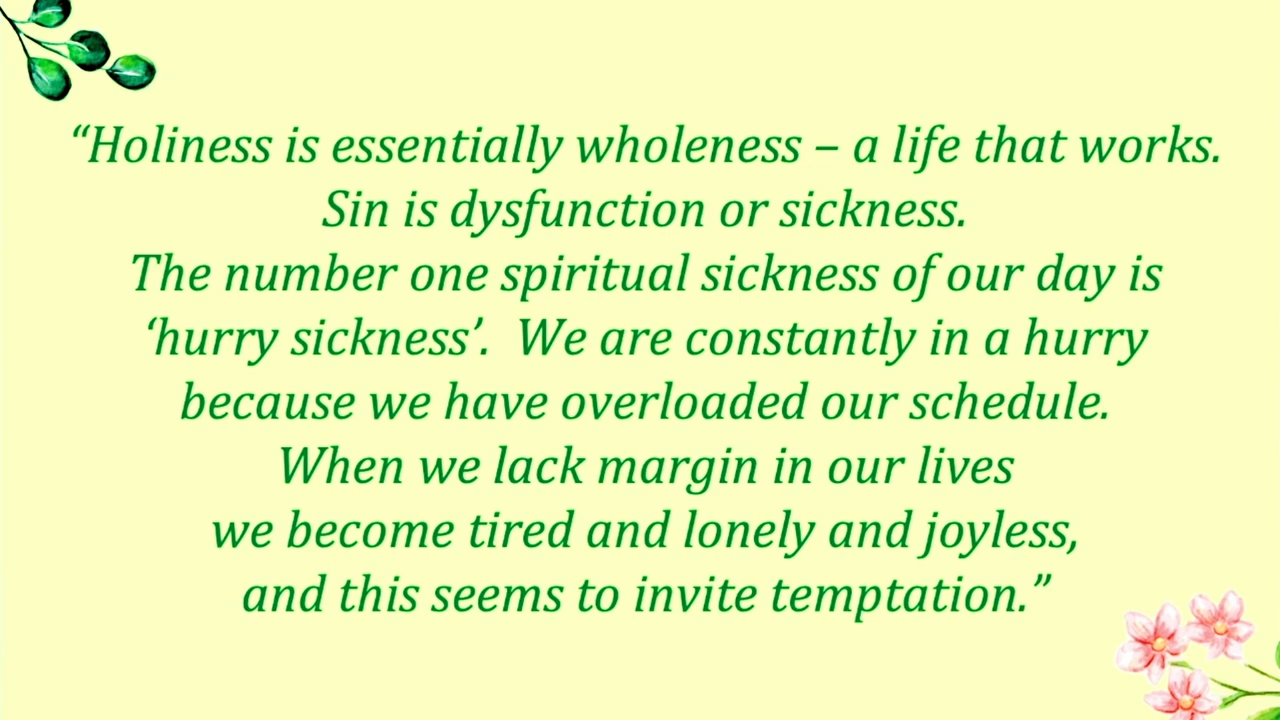 “Holiness is essentially wholeness – a life that works.
Sin is dysfunction or sickness.
The number one spiritual sickness of our day is
‘hurry sickness’.  We are constantly in a hurry
because we have overloaded our schedule.
When we lack margin in our lives
we become tired and lonely and joyless,
and this seems to invite temptation.”